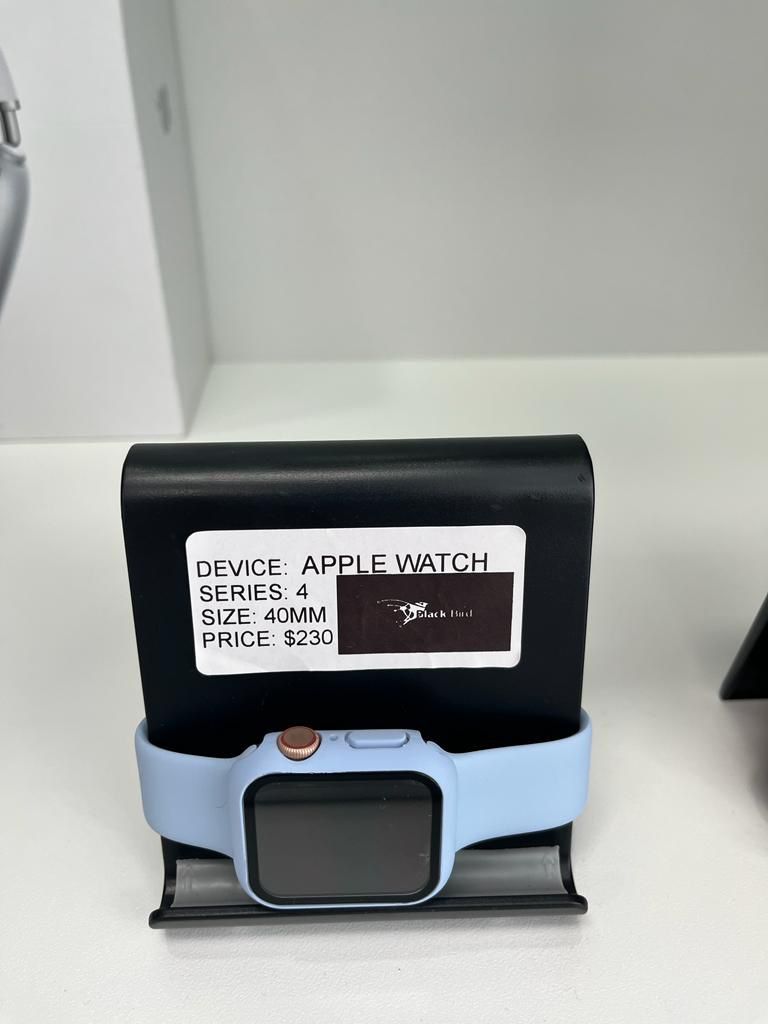 DEVICE: APPLE WATCH
SERIES: 4
SIZE: 40MM
PRICE: $230
Black Bird